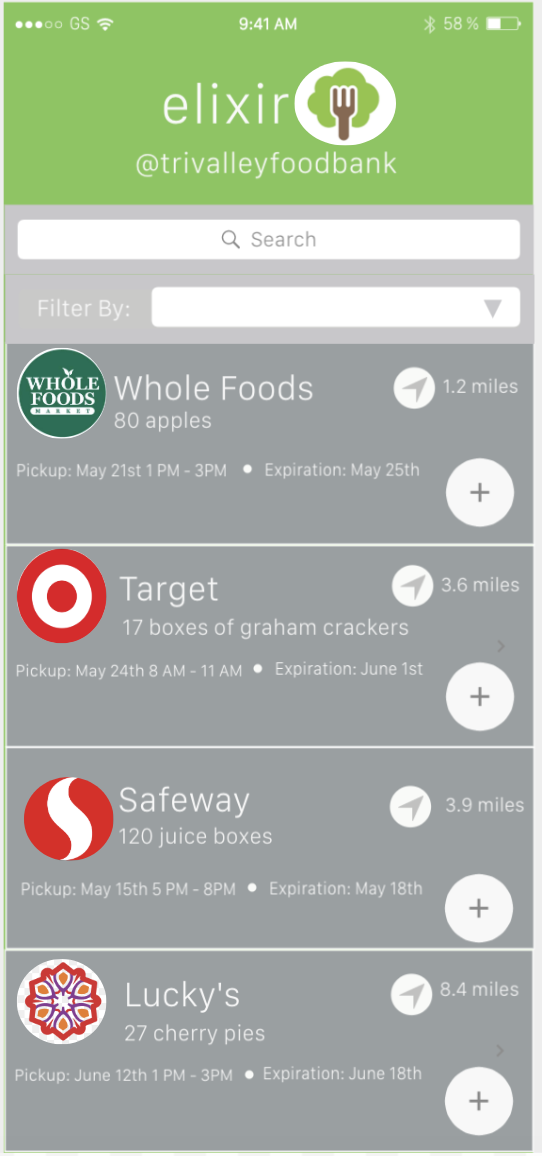 GS 9:41 AM 58 %
elixir
@trivalleyfoodbank
Search
Filter By:
WHOLE
FOODS
MARKET
Whole Foods
1.2 miles
80 apples
Pickup: May 21st 1 PM - 3PM ● Expiration: May 25th
+
Target
3.6 miles
17 boxes of graham crackers
Pickup: May 24th 8 AM - 11 AM ● Expiration: June 1st
+
Safeway
3.9 miles
120 juice boxes
Pickup: May 15th 5 PM - 8PM ● Expiration: May 18th
+
Lucky's
8.4 miles
27 cherry pies
Pickup: June 12th 1 PM - 3PM ● Expiration: June 18th
+